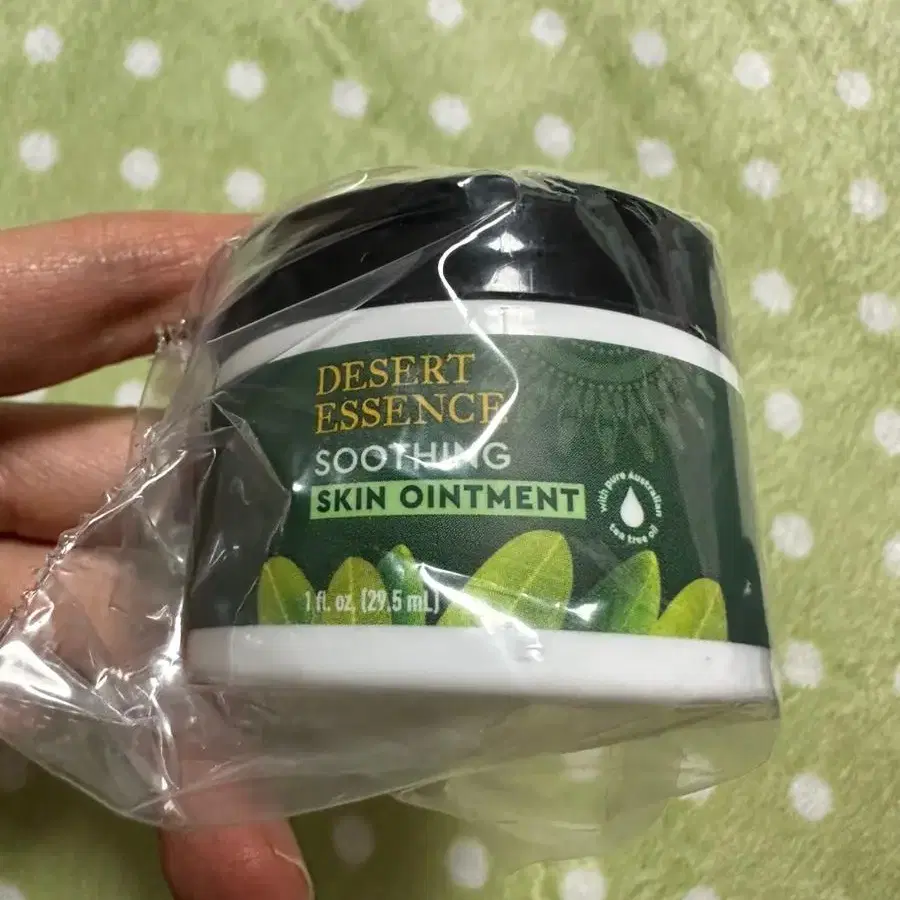 DESERT
ESSENCE
SOOTHING
SKIN OINTMENT
with pure Australian
tea tree oil
1 fl. oz. (29.5 mL)